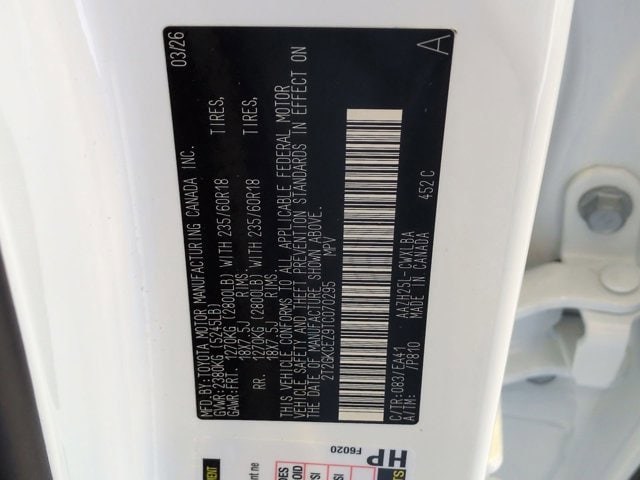 MFD. BY: TOYOTA MOTOR MANUFACTURING CANADA INC. 03/26
GVWR: 2380KG (5245LB)
GAWR: FRT. 1270KG (2800LB) WITH 235/60R18 TIRES,
18X7.5J RIMS,
RR. 1270KG (2800LB) WITH 235/60R18 TIRES,
18X7.5J RIMS.
THIS VEHICLE CONFORMS TO ALL APPLICABLE FEDERAL MOTOR
VEHICLE SAFETY AND THEFT PREVENTION STANDARDS IN EFFECT ON
THE DATE OF MANUFACTURE SHOWN ABOVE.
MPV
A
C/TR: 083/EA41 AAZH25L-CWXLBA 452C
A/TM: /P810 MADE IN CANADA
F6020
HP